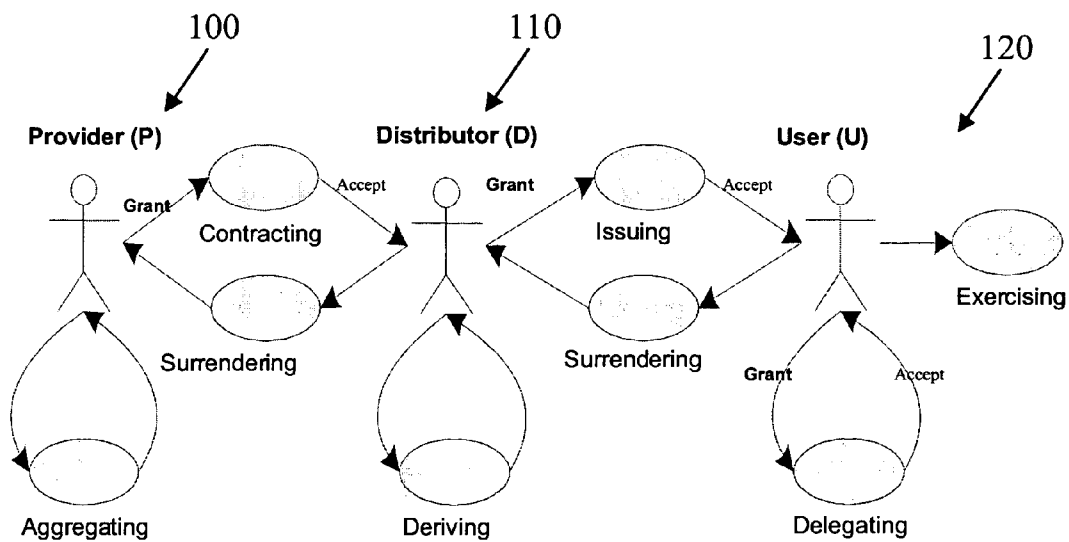 100
110
120
Provider (P)
Distributor (D)
User (U)
Grant
Accept
Grant
Accept
Contracting
Issuing
Exercising
Surrendering
Surrendering
Grant
Accept
Aggregating
Deriving
Delegating